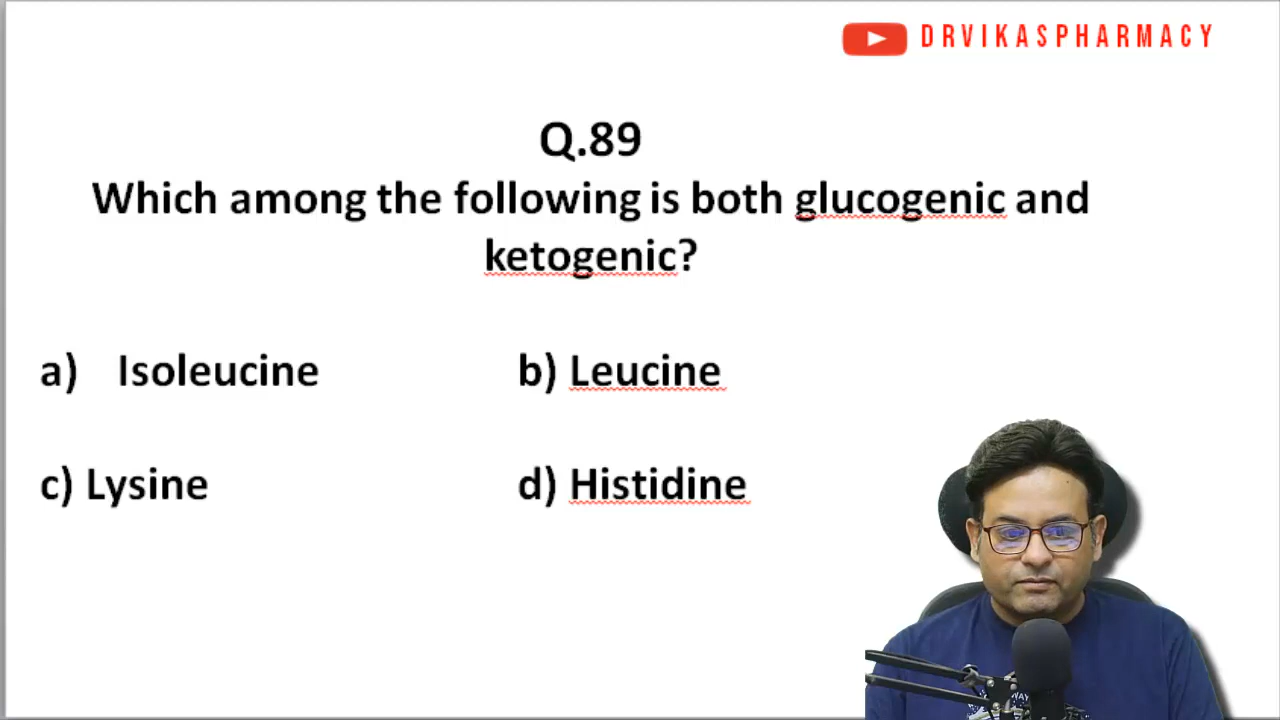 DRVIKASPHARMACY
Q.89
Which among the following is both glucogenic and
ketogenic?
a) Isoleucine b) Leucine
c) Lysine d) Histidine